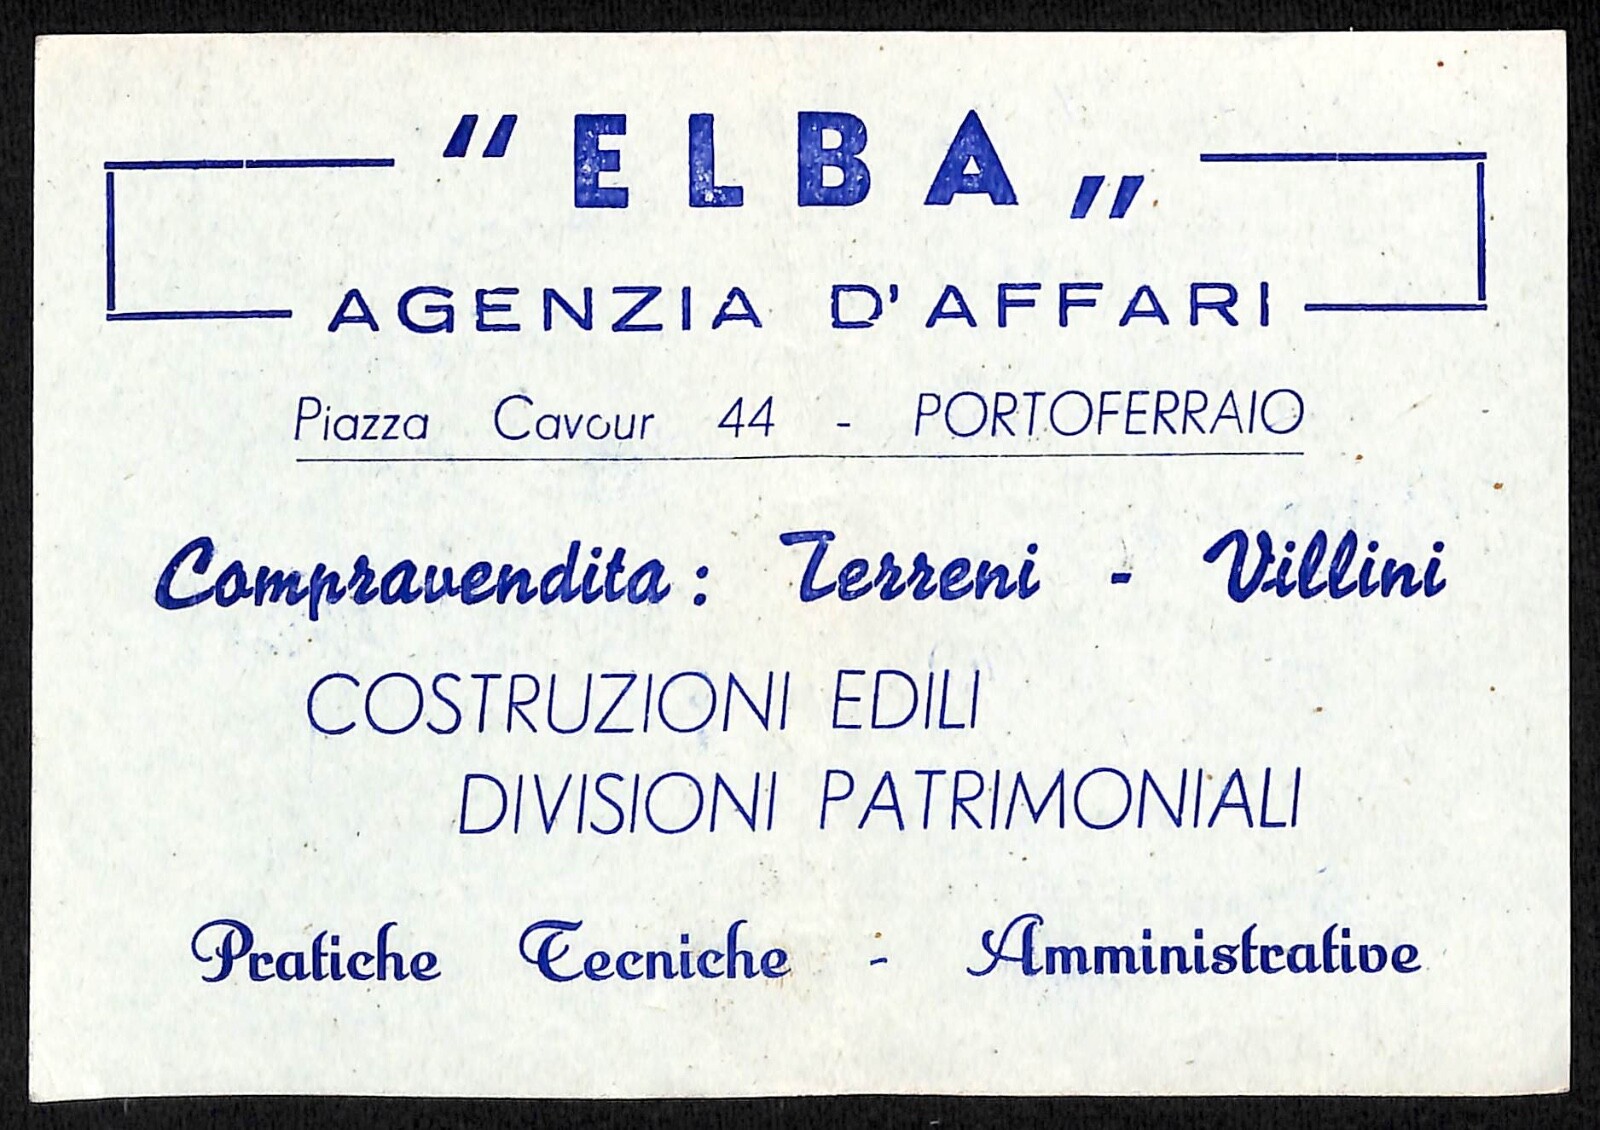 " ELBA "
AGENZIA D'AFFARI
Piazza Cavour 44 - PORTOFERRAIO
Compravendita: Terreni - Villini
COSTRUZIONI EDILI
DIVISIONI PATRIMONIALI
Pratiche Tecniche - Amministrative